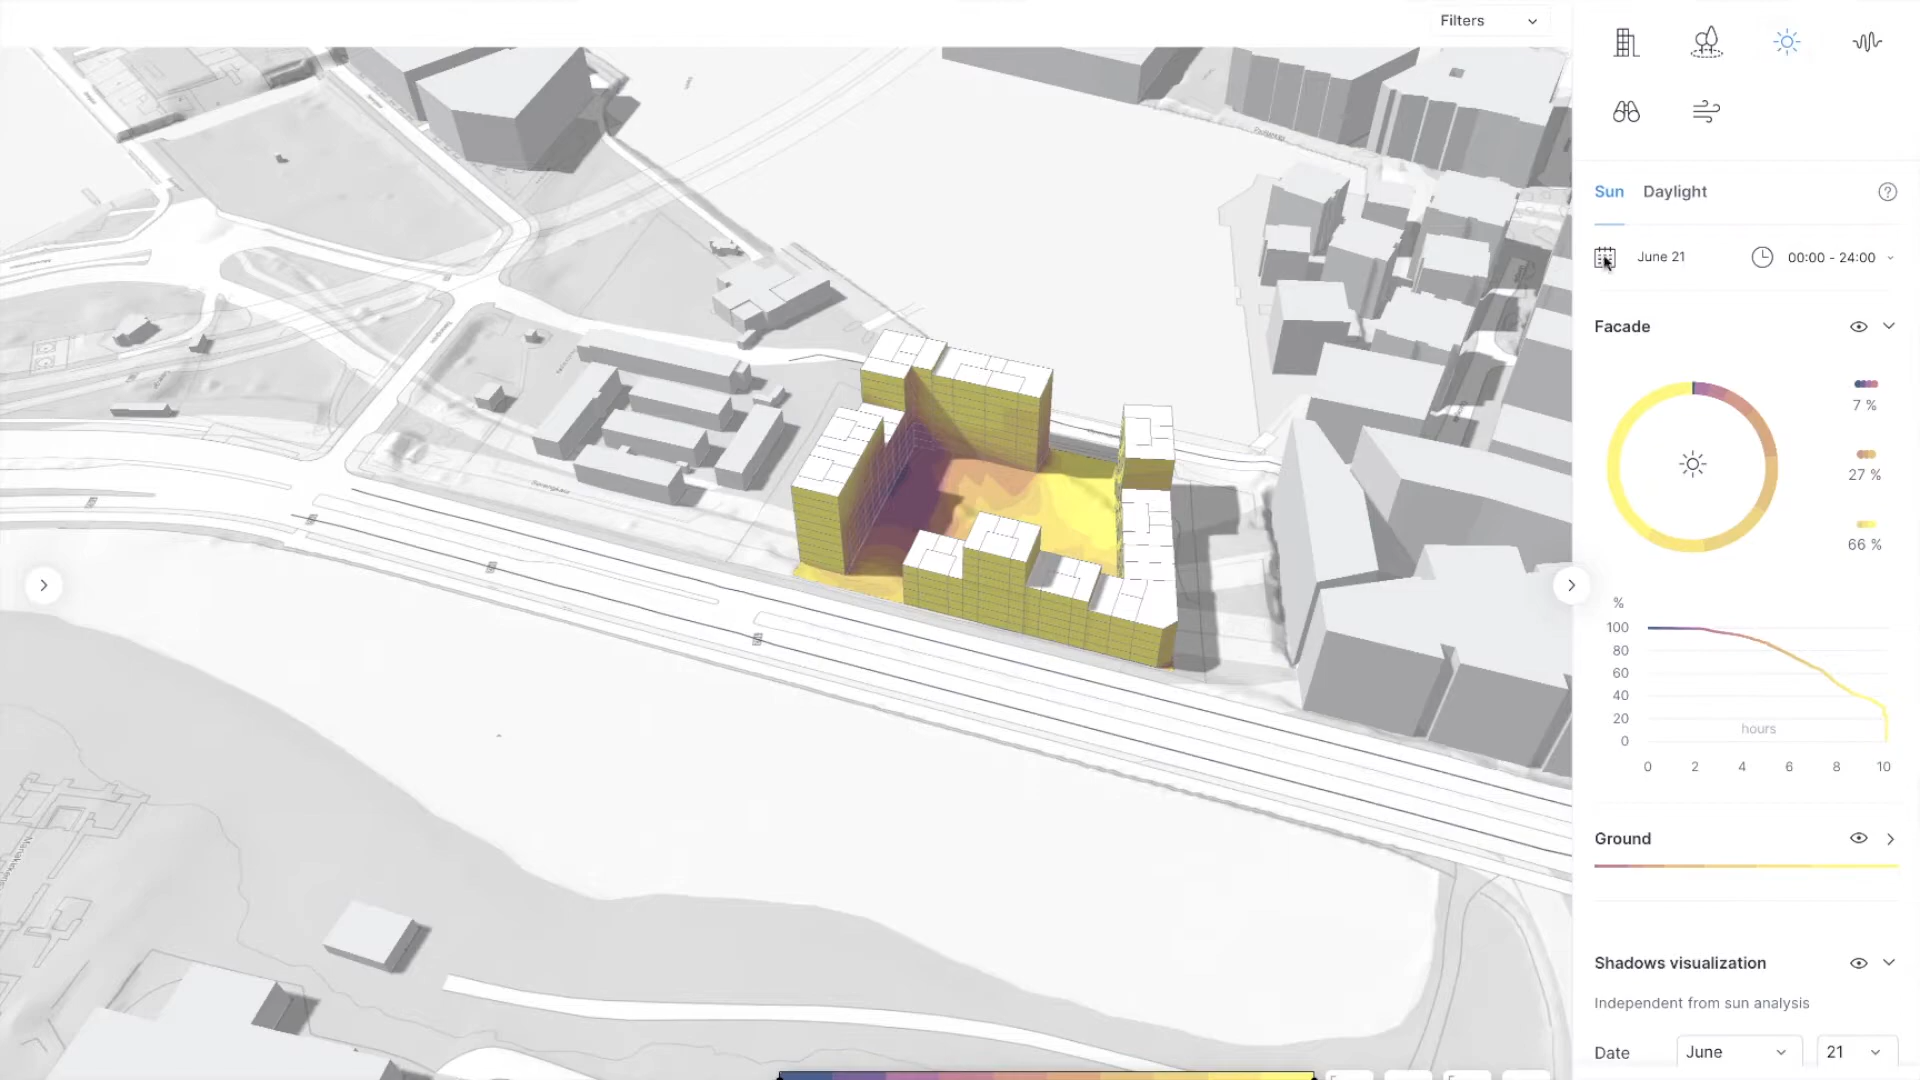 Filters
Sun
Daylight
?
June 21
00:00 - 24:00
Facade
7 %
27 %
66 %
%
100
80
60
40
20
0
hours
0
2
4
6
8
10
Ground
Shadows visualization
Independent from sun analysis
Date
June
21